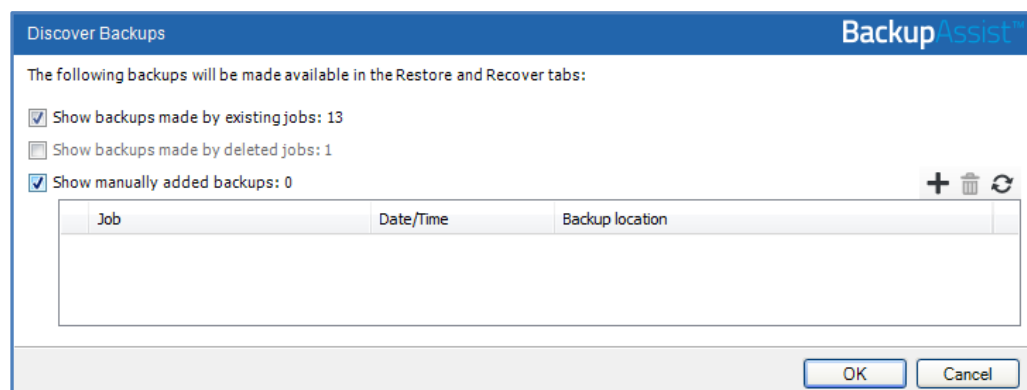 Discover Backups
BackupAssist™
The following backups will be made available in the Restore and Recover tabs:
Show backups made by existing jobs: 13
Show backups made by deleted jobs: 1
Show manually added backups: 0
Job Date/Time Backup location
OK Cancel